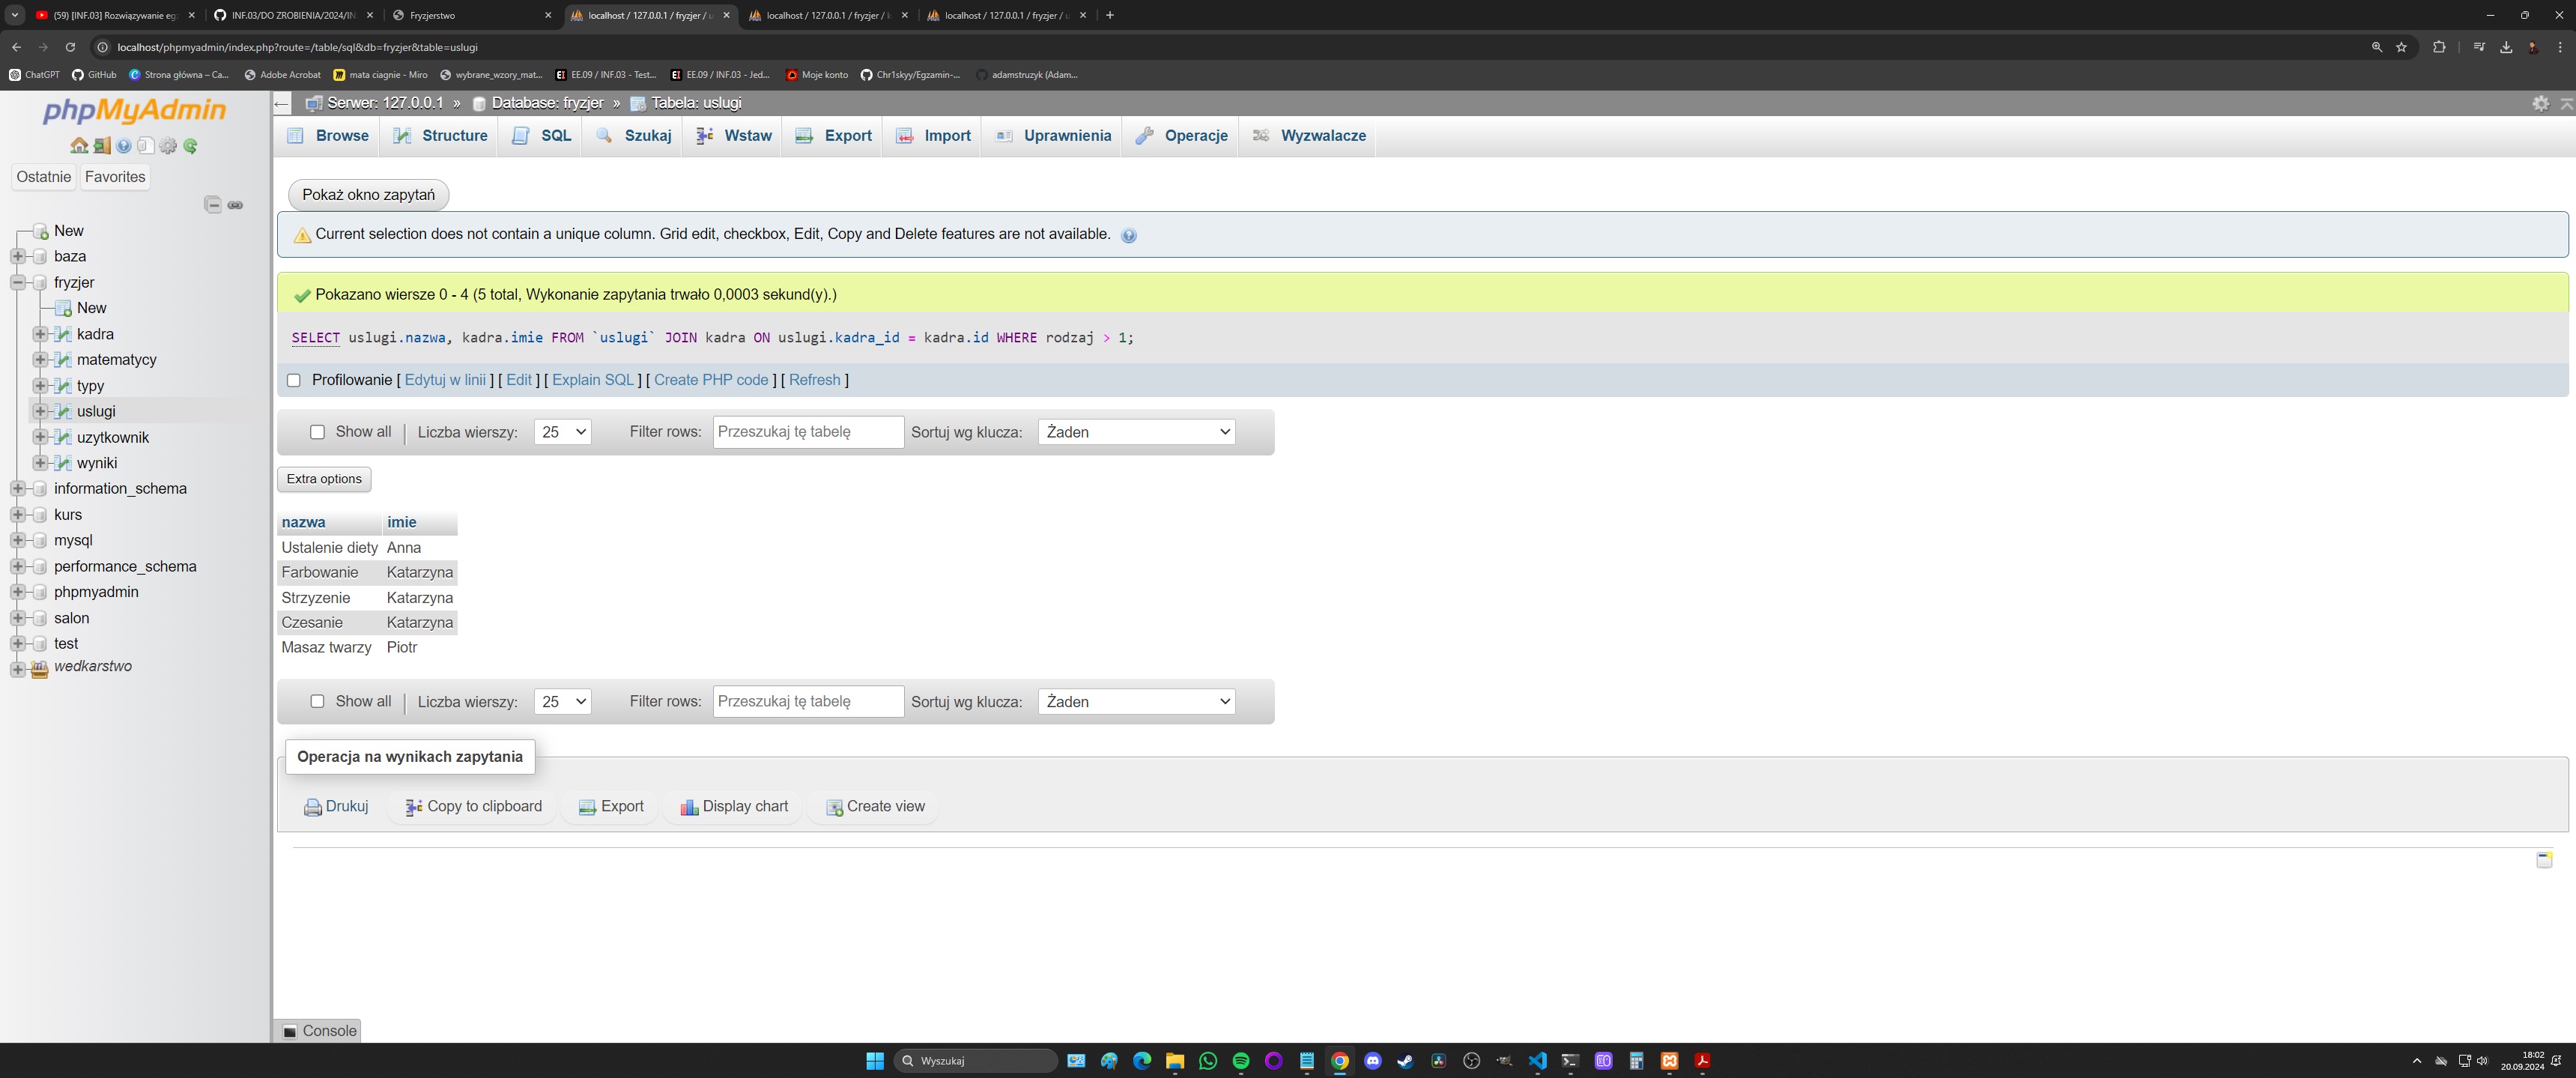 (59) [INF.03] Rozwiązywanie eg
INF.03/DO ZROBIENIA/2024/IN
Fryzjerstwo
localhost / 127.0.0.1 / fryzjer / u
localhost / 127.0.0.1 / fryzjer / k
localhost / 127.0.0.1 / fryzjer / u
localhost/phpmyadmin/index.php?route=/table/sql&db=fryzjer&table=uslugi
ChatGPT
GitHub
Strona główna – Ca...
Adobe Acrobat
mata ciagnie - Miro
wybrane_wzory_mat...
EE.09 / INF.03 - Test...
EE.09 / INF.03 - Jed...
Moje konto
Chr1skyy/Egzamin-...
adamstruzyk (Adam...
phpMyAdmin
Ostatnie Favorites
New
baza
fryzjer
New
kadra
matematycy
typy
uslugi
uzytkownik
wyniki
information_schema
kurs
mysql
performance_schema
phpmyadmin
salon
test
wedkarstwo
Serwer: 127.0.0.1 » Database: fryzjer » Tabela: uslugi
Browse Structure SQL Szukaj Wstaw Export Import Uprawnienia Operacje Wyzwalacze
Pokaż okno zapytań
Current selection does not contain a unique column. Grid edit, checkbox, Edit, Copy and Delete features are not available.
Pokazano wiersze 0 - 4 (5 total, Wykonanie zapytania trwało 0,0003 sekund(y).)
SELECT uslugi.nazwa, kadra.imie FROM `uslugi` JOIN kadra ON uslugi.kadra_id = kadra.id WHERE rodzaj > 1;
Profilowanie [ Edytuj w linii ] [ Edit ] [ Explain SQL ] [ Create PHP code ] [ Refresh ]
Show all | Liczba wierszy: 25 Filter rows: Przeszukaj tę tabelę Sortuj wg klucza: Żaden
Extra options
nazwa imie
Ustalenie diety Anna
Farbowanie Katarzyna
Strzyzenie Katarzyna
Czesanie Katarzyna
Masaz twarzy Piotr
Show all | Liczba wierszy: 25 Filter rows: Przeszukaj tę tabelę Sortuj wg klucza: Żaden
Operacja na wynikach zapytania
Drukuj Copy to clipboard Export Display chart Create view
Console
Wyszukaj
18:02
20.09.2024